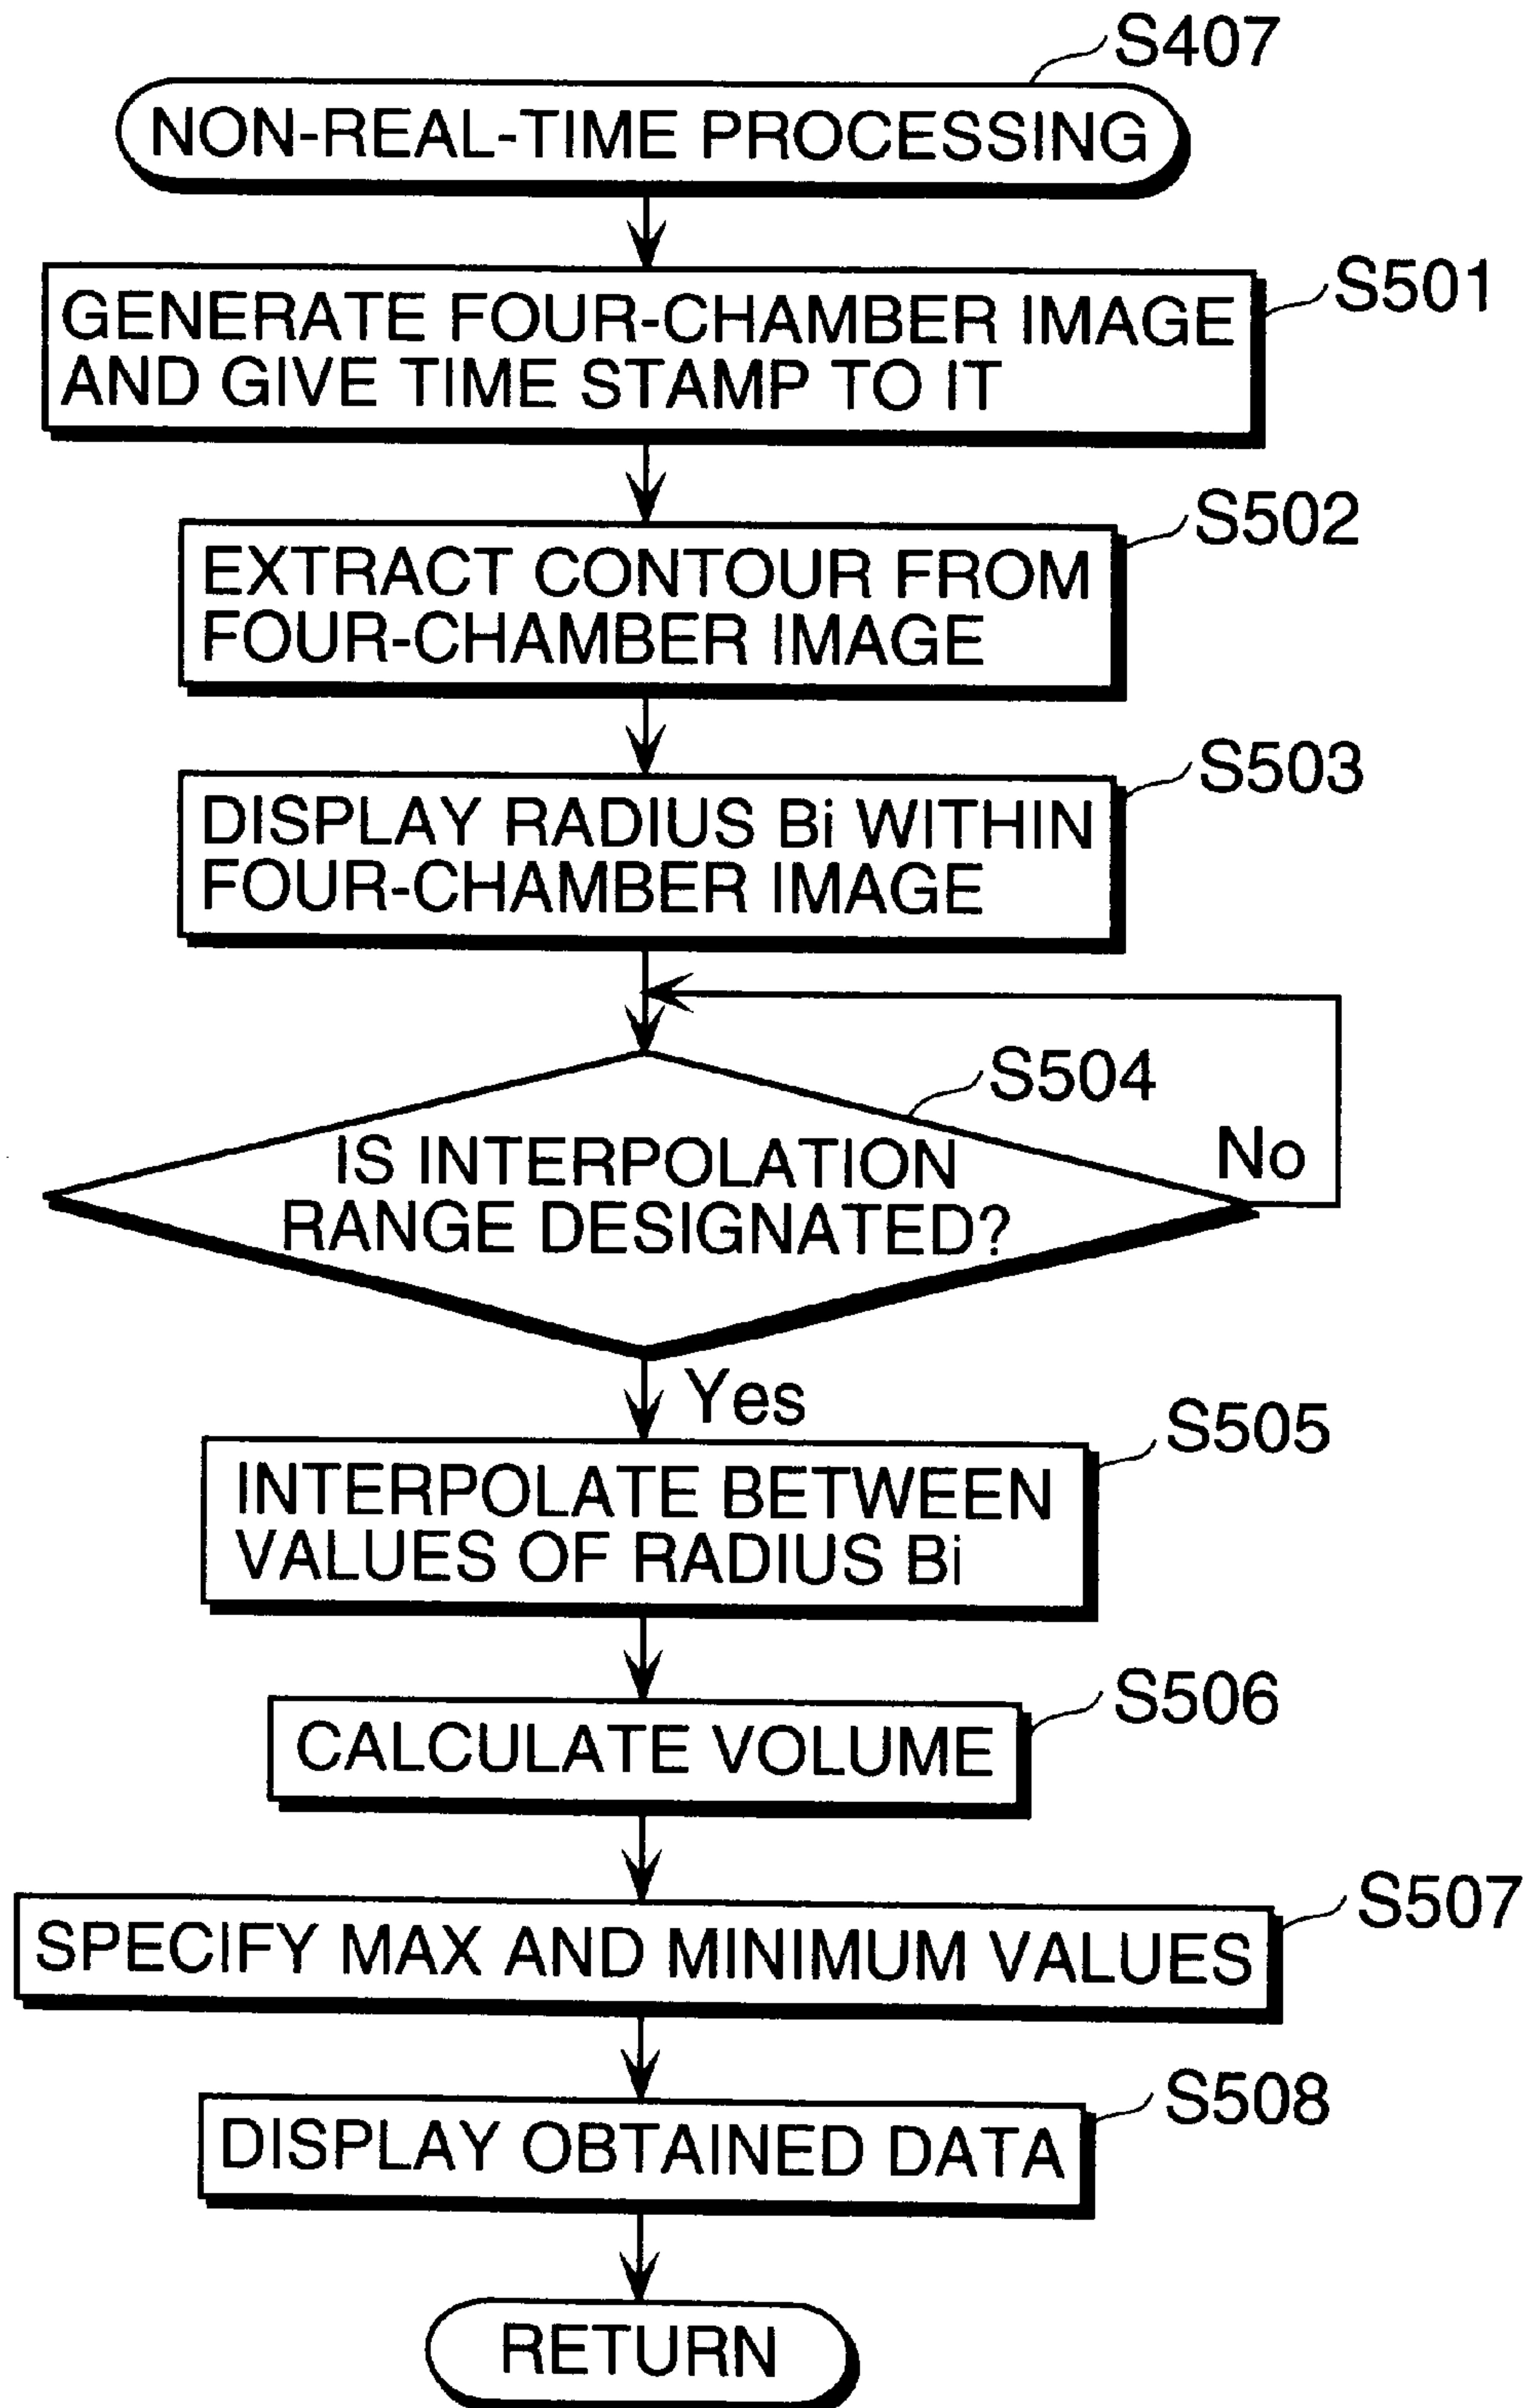 S407
NON-REAL-TIME PROCESSING
S501
GENERATE FOUR-CHAMBER IMAGE
AND GIVE TIME STAMP TO IT
S502
EXTRACT CONTOUR FROM
FOUR-CHAMBER IMAGE
S503
DISPLAY RADIUS Bi WITHIN
FOUR-CHAMBER IMAGE
S504
IS INTERPOLATION
RANGE DESIGNATED?
No
Yes
S505
INTERPOLATE BETWEEN
VALUES OF RADIUS Bi
S506
CALCULATE VOLUME
S507
SPECIFY MAX AND MINIMUM VALUES
S508
DISPLAY OBTAINED DATA
RETURN